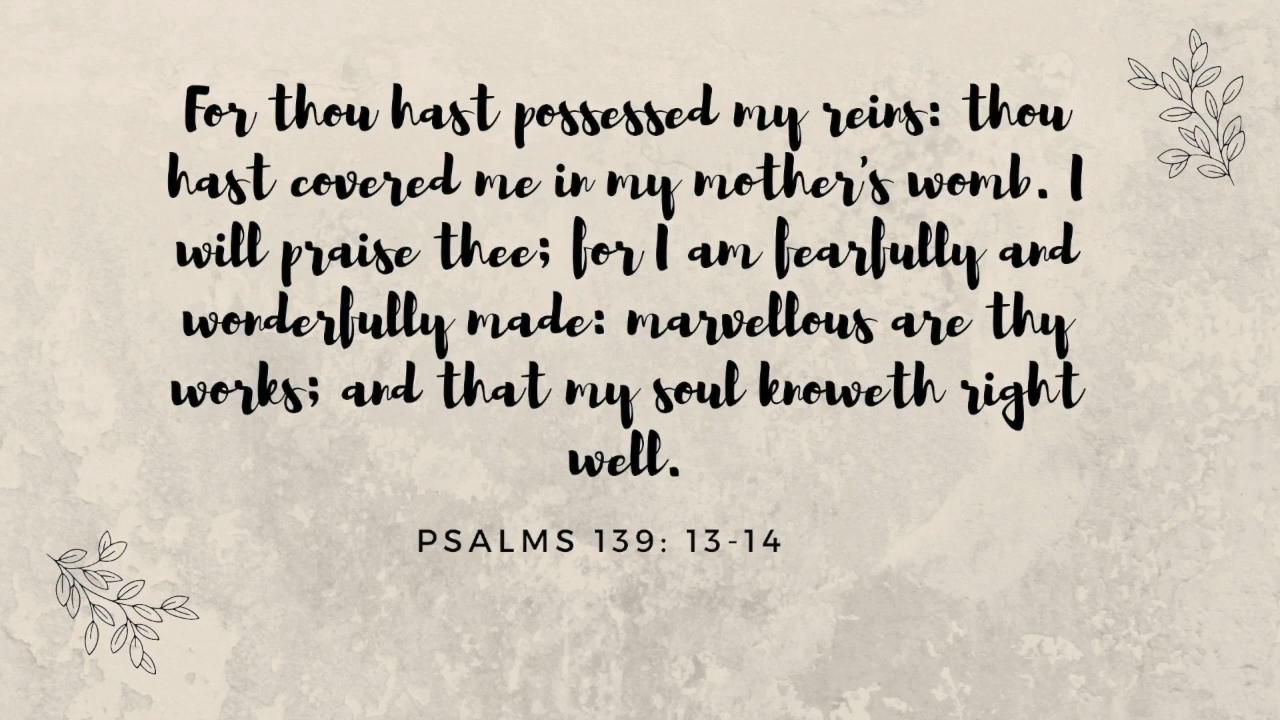 For thou hast possessed my reins: thou
hast covered me in my mother's womb. I
will praise thee; for I am fearfully and
wonderfully made: marvellous are thy
works; and that my soul knoweth right
well.
PSALMS 139: 13-14